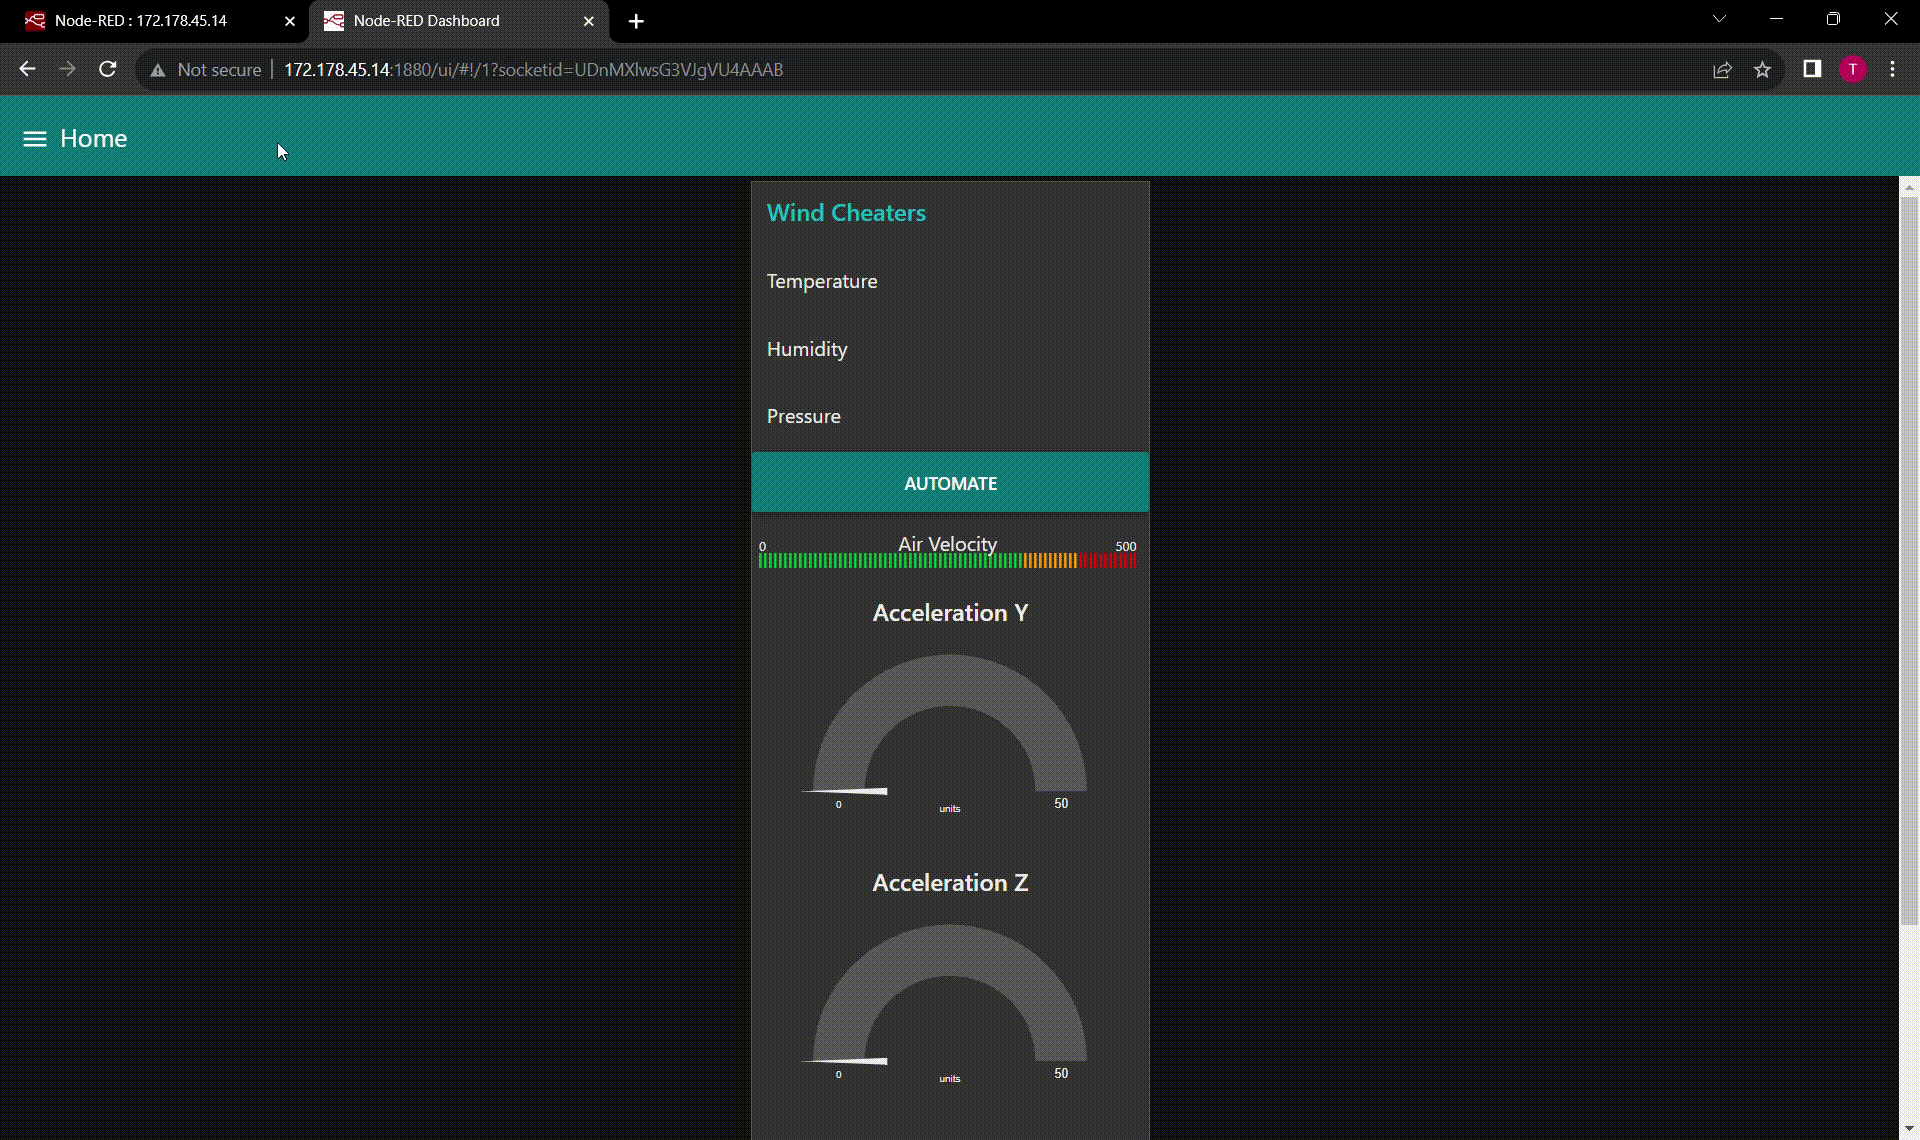 Node-RED : 172.178.45.14
Node-RED Dashboard
Not secure
172.178.45.14:1880/ui/#!/1?socketid=UDnMXlwsG3VJgVU4AAAB
T
Home
Wind Cheaters
Temperature
Humidity
Pressure
AUTOMATE
0 Air Velocity 500
Acceleration Y
0 units 50
Acceleration Z
0 units 50